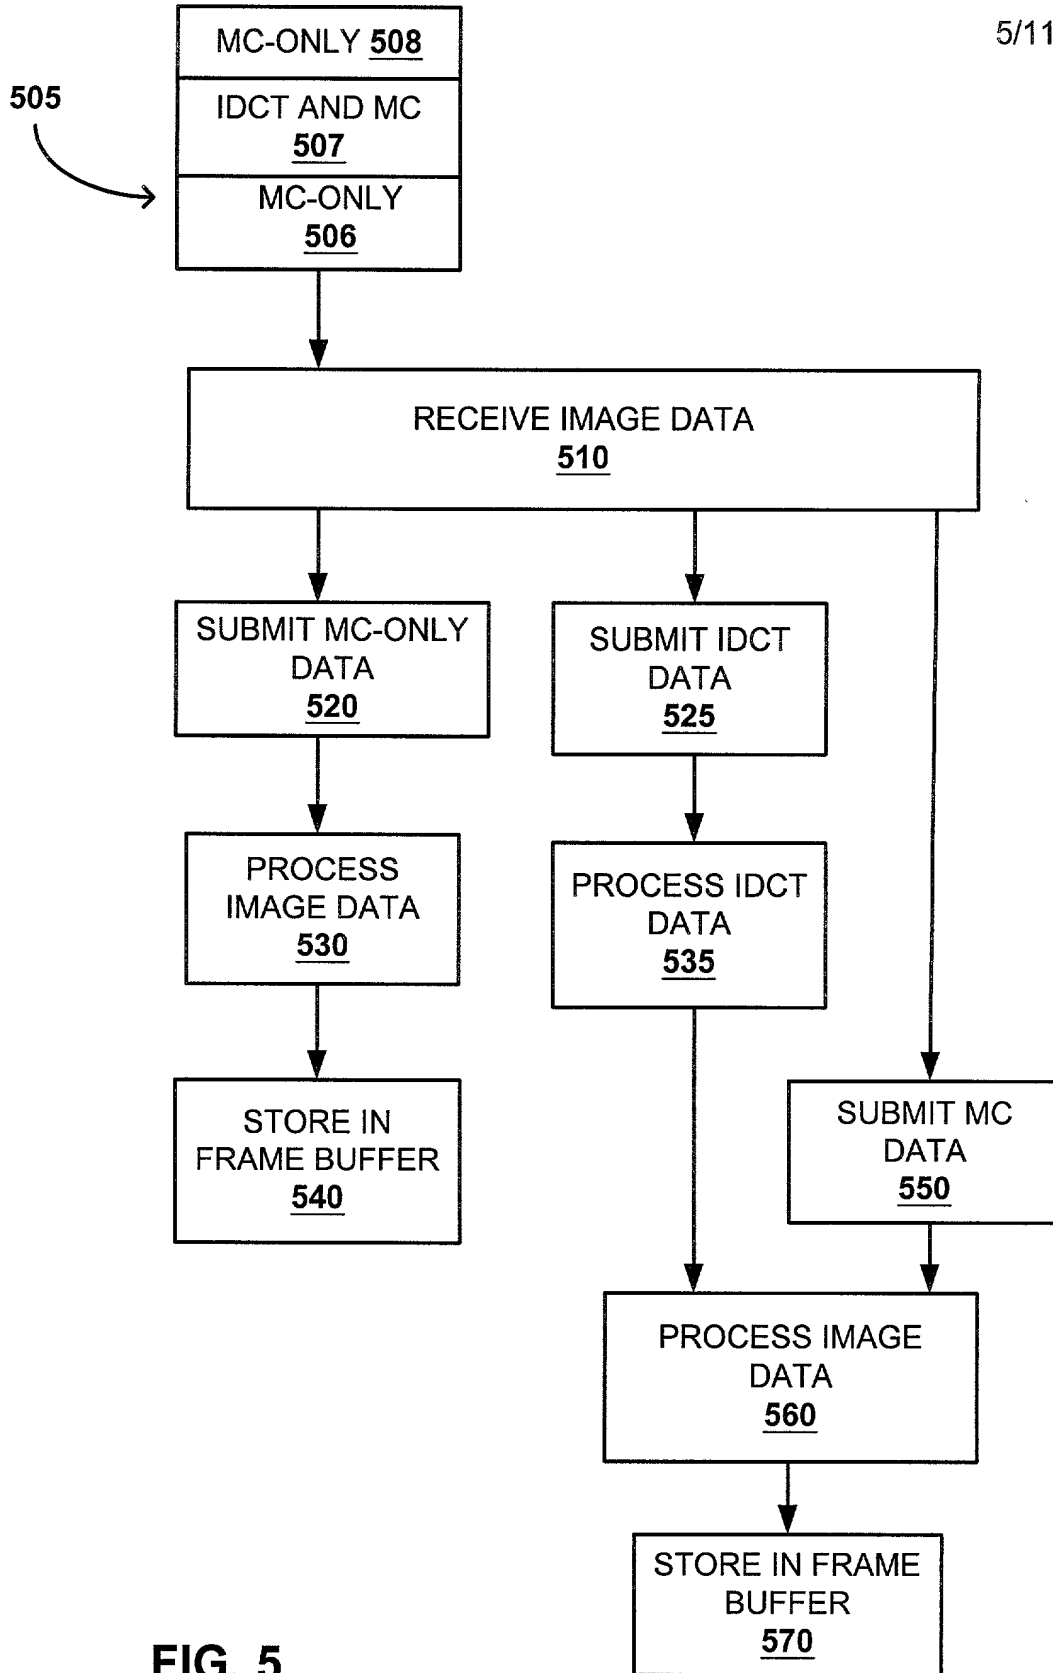 5/11
MC-ONLY 508
505
IDCT AND MC
507
MC-ONLY
506
RECEIVE IMAGE DATA
510
SUBMIT MC-ONLY
DATA
520
SUBMIT IDCT
DATA
525
PROCESS
IMAGE DATA
530
PROCESS IDCT
DATA
535
STORE IN
FRAME BUFFER
540
SUBMIT MC
DATA
550
PROCESS IMAGE
DATA
560
STORE IN FRAME
BUFFER
570
FIG. 5